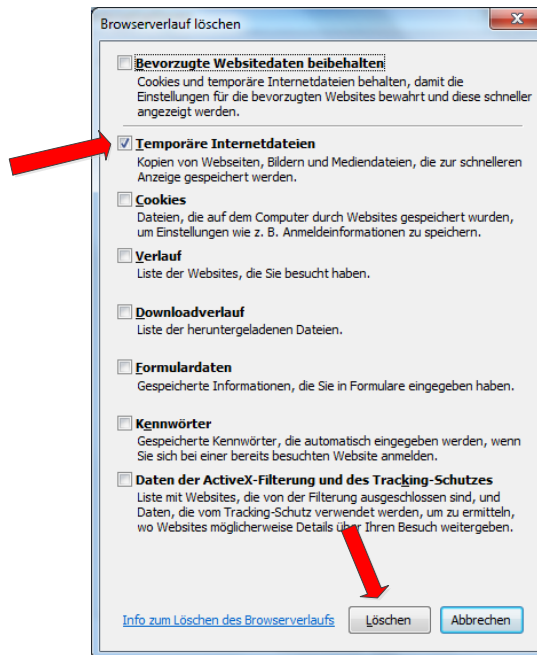 Browserverlauf löschen
Bevorzugte Websitedaten beibehalten
Cookies und temporäre Internetdateien behalten, damit die
Einstellungen für die bevorzugten Websites bewahrt und diese schneller
angezeigt werden.
Temporäre Internetdateien
Kopien von Webseiten, Bildern und Mediendateien, die zur schnelleren
Anzeige gespeichert werden.
Cookies
Dateien, die auf dem Computer durch Websites gespeichert wurden,
um Einstellungen wie z. B. Anmeldeinformationen zu speichern.
Verlauf
Liste der Websites, die Sie besucht haben.
Downloadverlauf
Liste der heruntergeladenen Dateien.
Formulardaten
Gespeicherte Informationen, die Sie in Formulare eingegeben haben.
Kennwörter
Gespeicherte Kennwörter, die automatisch eingegeben werden, wenn
Sie sich bei einer bereits besuchten Website anmelden.
Daten der ActiveX-Filterung und des Tracking-Schutzes
Liste mit Websites, die von der Filterung ausgeschlossen sind, und
Daten, die vom Tracking-Schutz verwendet werden, um zu ermitteln,
wo Websites möglicherweise Details über Ihren Besuch weitergeben.
Info zum Löschen des Browserverlaufs Löschen Abbrechen